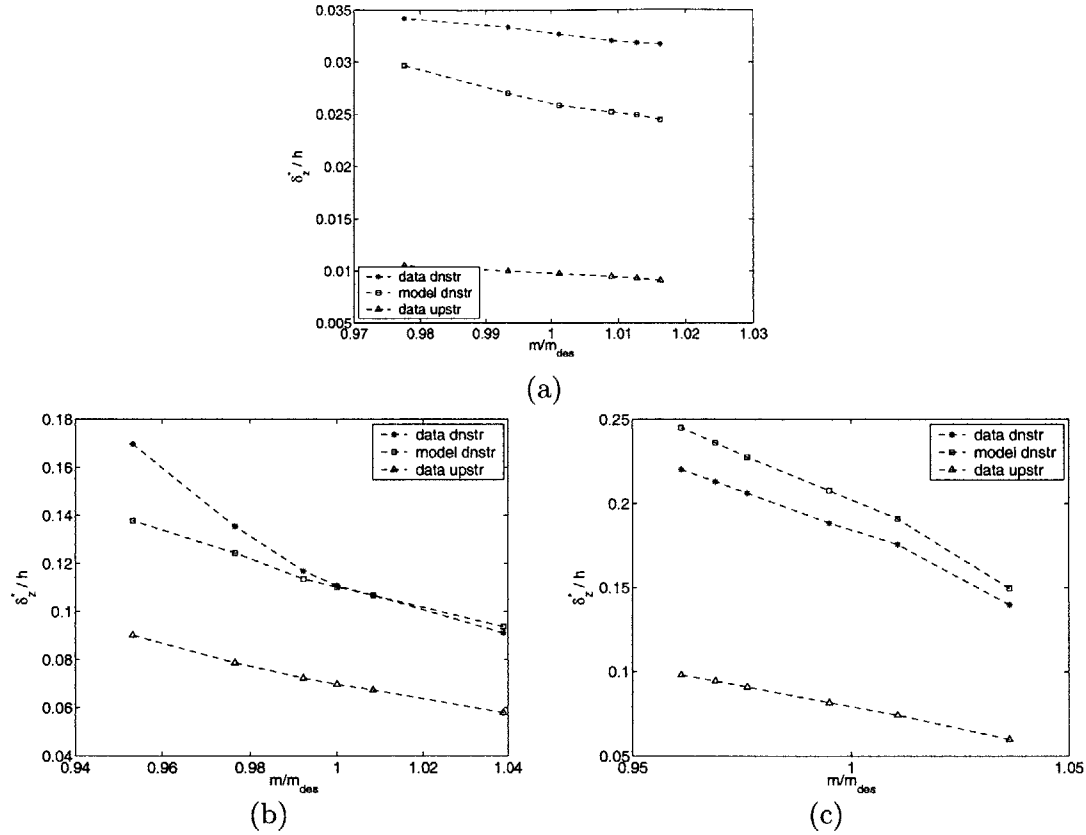 0.035
0.03
0.025
0.02
0.015
0.01
0.005
δ*z / h
data dnstr
model dnstr
data upstr
0.97
0.98
0.99
1
1.01
1.02
1.03
m/mdes
(a)
0.18
0.16
0.14
0.12
0.1
0.08
0.06
0.04
δ*z / h
data dnstr
model dnstr
data upstr
0.94
0.96
0.98
1
1.02
1.04
m/mdes
(b)
0.25
0.2
0.15
0.1
0.05
δ*z / h
data dnstr
model dnstr
data upstr
0.95
1
1.05
m/mdes
(c)